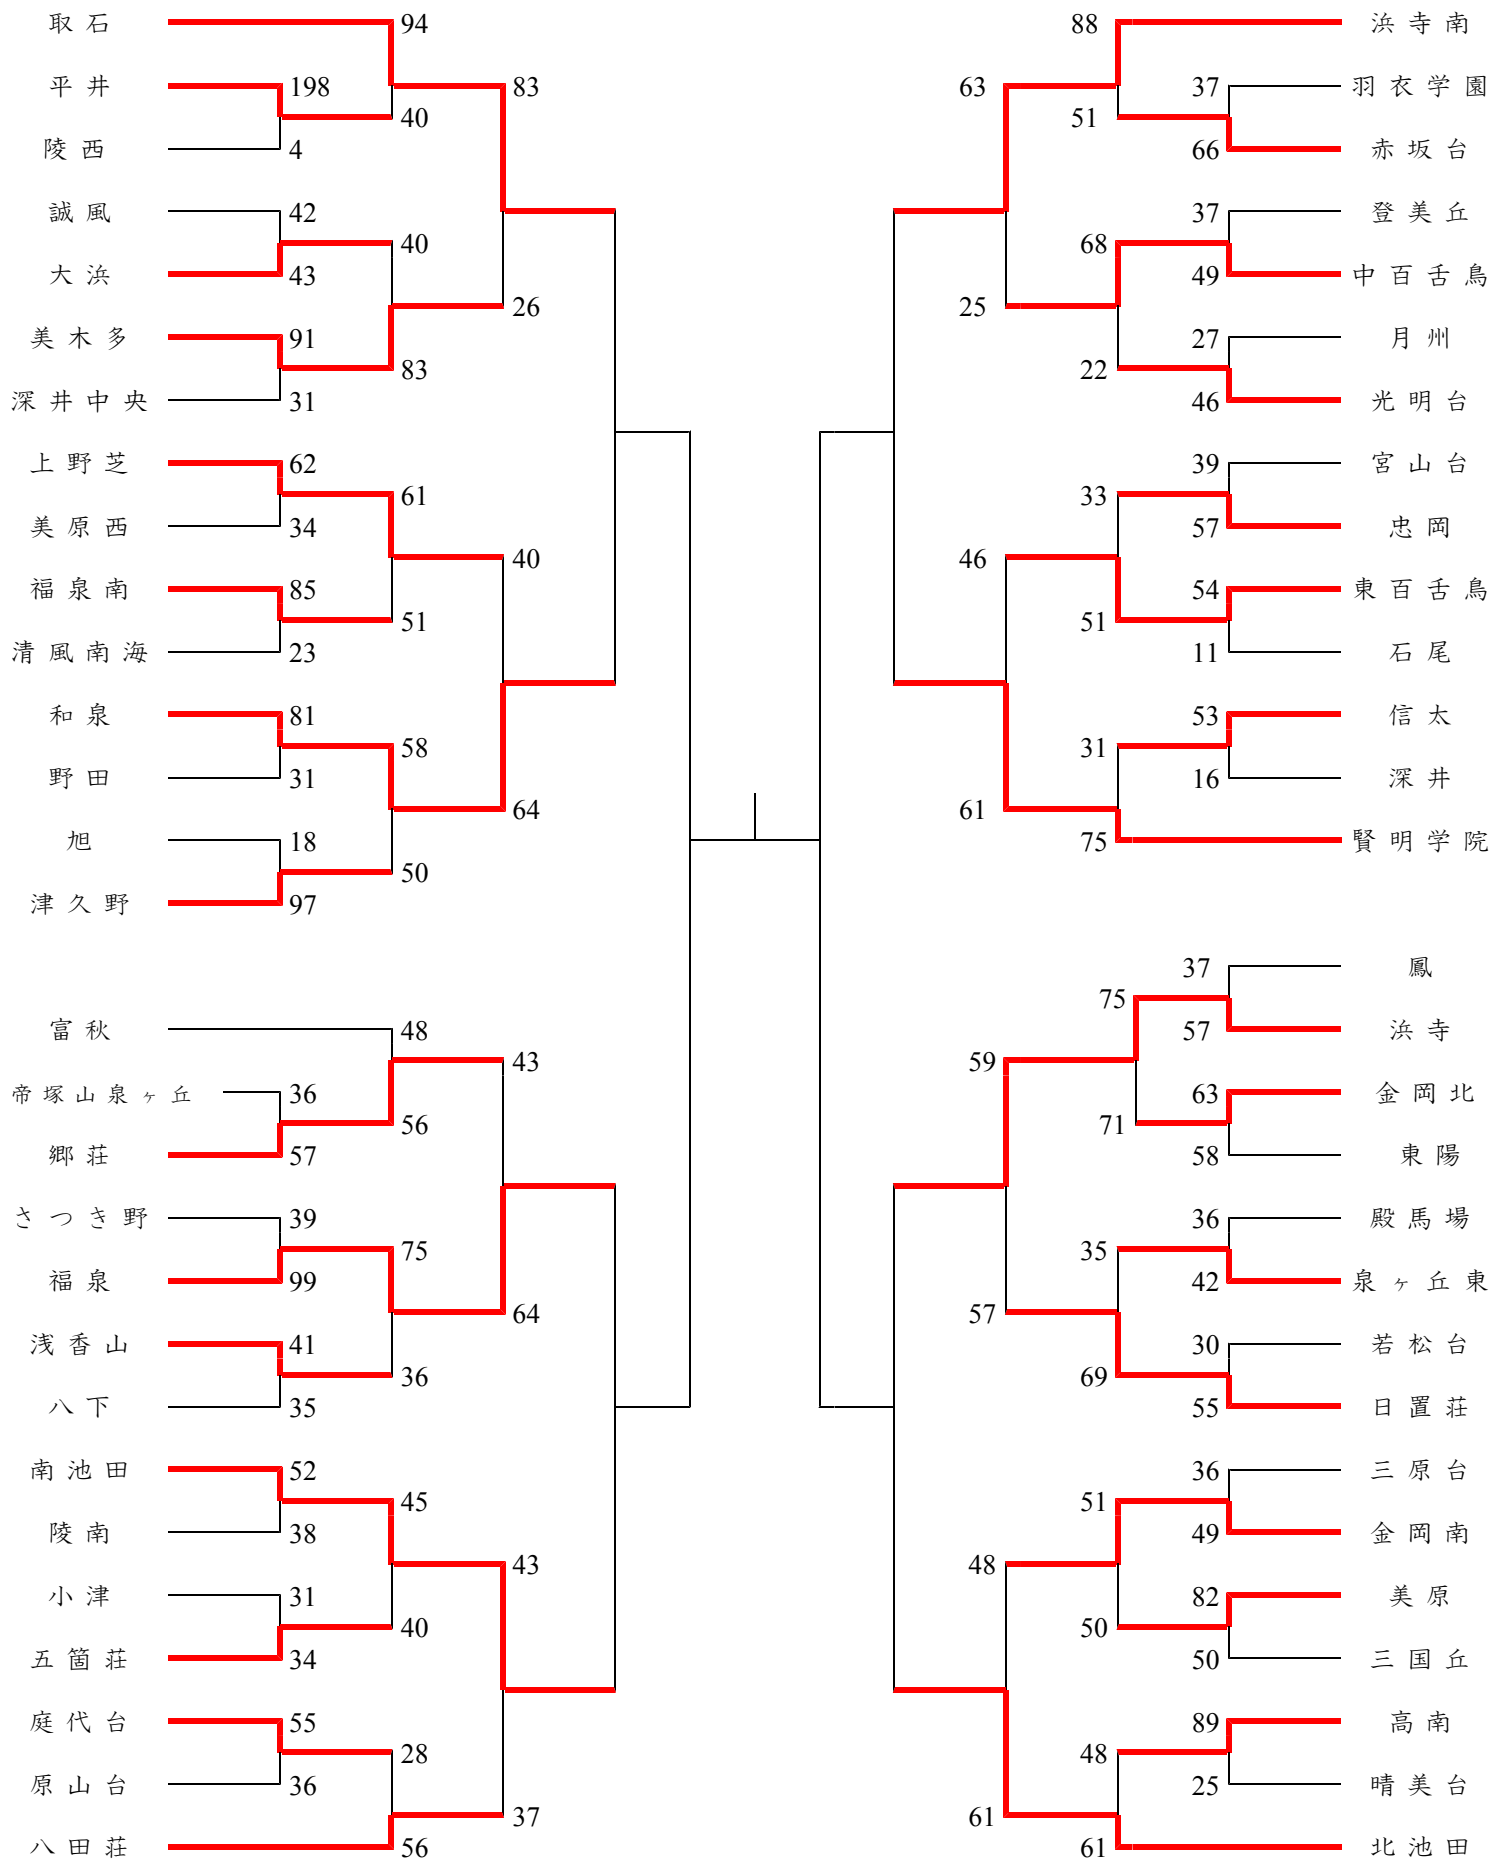 取石 94 88 浜寺南
平井 198 83 63 37 羽衣学園
40 51
陵西 4 66 赤坂台
誠風 42 37 登美丘
40 68
大浜 43 49 中百舌鳥
26 25
美木多 91 27 月州
83 22
深井中央 31 46 光明台
上野芝 62 39 宮山台
61 33
美原西 34 57 忠岡
40 46
福泉南 85 54 東百舌鳥
51 51
清風南海 23 11 石尾
和泉 81 53 信太
58 31
野田 31 16 深井
64 61
旭 18 75 賢明学院
50
津久野 97
37 鳳
75
富秋 48 57 浜寺
43 59
帝塚山泉ヶ丘 36 63 金岡北
56 71
郷荘 57 58 東陽
さつき野 39 36 殿馬場
75 35
福泉 99 42 泉ヶ丘東
64 57
浅香山 41 30 若松台
36 69
八下 35 55 日置荘
南池田 52 36 三原台
45 51
陵南 38 49 金岡南
43 48
小津 31 82 美原
40 50
五箇荘 34 50 三国丘
庭代台 55 89 高南
28 48
原山台 36 25 晴美台
37 61
八田荘 56 61 北池田